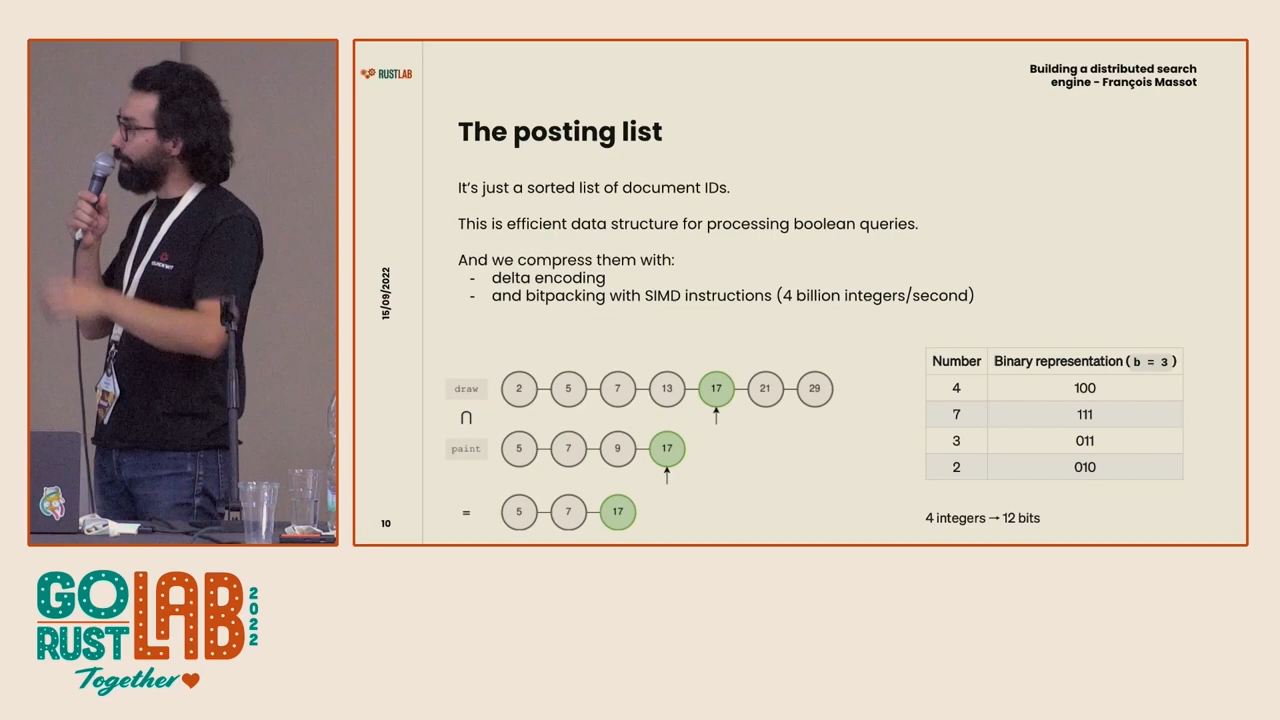 RUSTLAB
Building a distributed search
engine - François Massot
The posting list
It's just a sorted list of document IDs.
This is efficient data structure for processing boolean queries.
And we compress them with:
- delta encoding
- and bitpacking with SIMD instructions (4 billion integers/second)
15/09/2022
draw 2 5 7 13 17 21 29
∩
paint 5 7 9 17
= 5 7 17
Number Binary representation ( b = 3 )
4 100
7 111
3 011
2 010
4 integers → 12 bits
10
GO LAB 2022
RUST
Together